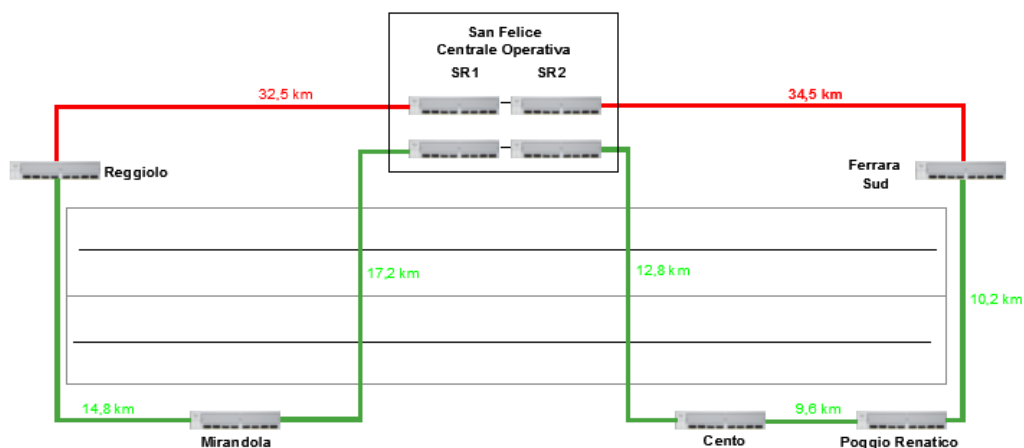 San Felice
Centrale Operativa
SR1 SR2
32,5 km
34,5 km
Reggiolo
Ferrara
Sud
17,2 km
12,8 km
10,2 km
14,8 km
9,6 km
Mirandola
Cento
Poggio Renatico